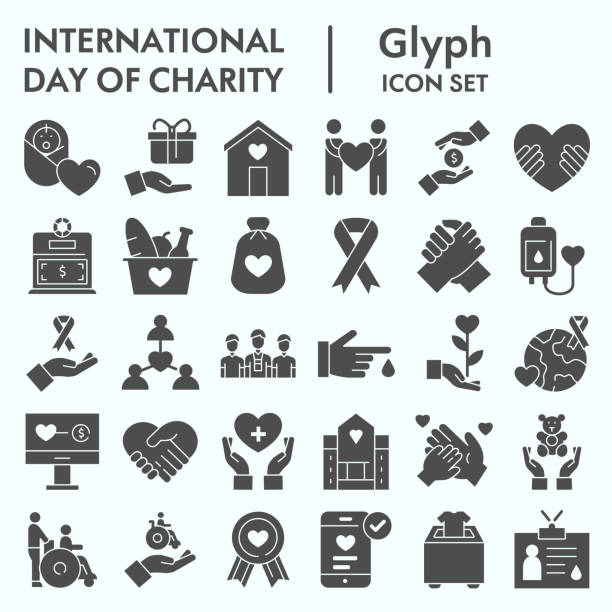 INTERNATIONAL
DAY OF CHARITY
Glyph
ICON SET
$
$
$